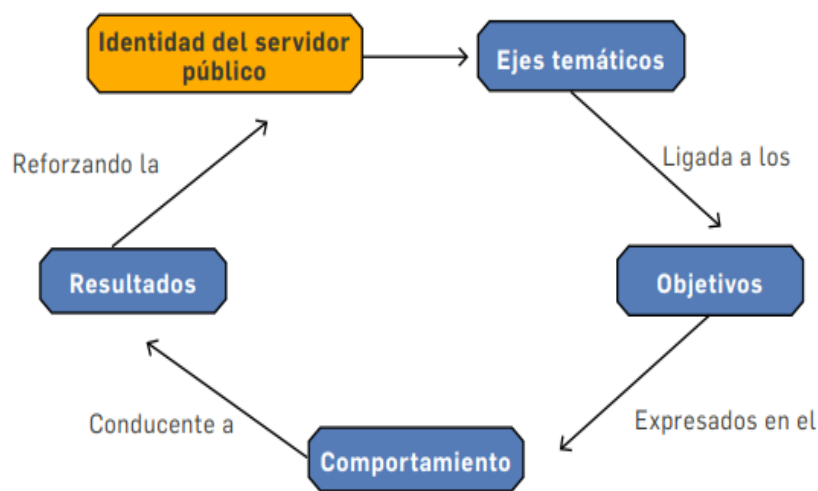 Identidad del servidor
público
Ejes temáticos
Ligada a los
Objetivos
Expresados en el
Comportamiento
Conducente a
Resultados
Reforzando la